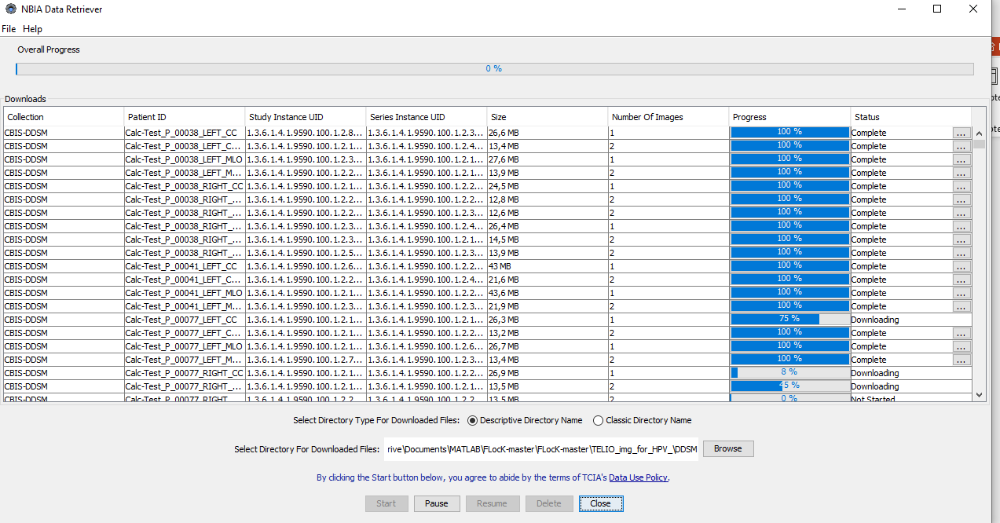 NBIA Data Retriever
File Help
Overall Progress
0 %
Downloads
Collection Patient ID Study Instance UID Series Instance UID Size Number Of Images Progress Status
CBIS-DDSM Calc-Test_P_00038_LEFT_CC 1.3.6.1.4.1.9590.100.1.2.8... 1.3.6.1.4.1.9590.100.1.2.3... 26,6 MB 1 100 % Complete ...
CBIS-DDSM Calc-Test_P_00038_LEFT_C... 1.3.6.1.4.1.9590.100.1.2.1... 1.3.6.1.4.1.9590.100.1.2.4... 13,4 MB 2 100 % Complete ...
CBIS-DDSM Calc-Test_P_00038_LEFT_MLO 1.3.6.1.4.1.9590.100.1.2.3... 1.3.6.1.4.1.9590.100.1.2.1... 27,6 MB 1 100 % Complete ...
CBIS-DDSM Calc-Test_P_00038_LEFT_M... 1.3.6.1.4.1.9590.100.1.2.2... 1.3.6.1.4.1.9590.100.1.2.1... 13,9 MB 2 100 % Complete ...
CBIS-DDSM Calc-Test_P_00038_RIGHT_CC 1.3.6.1.4.1.9590.100.1.2.1... 1.3.6.1.4.1.9590.100.1.2.2... 24,5 MB 1 100 % Complete ...
CBIS-DDSM Calc-Test_P_00038_RIGHT_... 1.3.6.1.4.1.9590.100.1.2.2... 1.3.6.1.4.1.9590.100.1.2.2... 12,8 MB 2 100 % Complete ...
CBIS-DDSM Calc-Test_P_00038_RIGHT_... 1.3.6.1.4.1.9590.100.1.2.2... 1.3.6.1.4.1.9590.100.1.2.3... 12,6 MB 2 100 % Complete ...
CBIS-DDSM Calc-Test_P_00038_RIGHT_... 1.3.6.1.4.1.9590.100.1.2.3... 1.3.6.1.4.1.9590.100.1.2.4... 26,4 MB 1 100 % Complete ...
CBIS-DDSM Calc-Test_P_00038_RIGHT_... 1.3.6.1.4.1.9590.100.1.2.3... 1.3.6.1.4.1.9590.100.1.2.1... 14,5 MB 2 100 % Complete ...
CBIS-DDSM Calc-Test_P_00038_RIGHT_... 1.3.6.1.4.1.9590.100.1.2.5... 1.3.6.1.4.1.9590.100.1.2.3... 13,9 MB 2 100 % Complete ...
CBIS-DDSM Calc-Test_P_00041_LEFT_CC 1.3.6.1.4.1.9590.100.1.2.6... 1.3.6.1.4.1.9590.100.1.2.2... 43 MB 1 100 % Complete ...
CBIS-DDSM Calc-Test_P_00041_LEFT_C... 1.3.6.1.4.1.9590.100.1.2.2... 1.3.6.1.4.1.9590.100.1.2.4... 21,6 MB 2 100 % Complete ...
CBIS-DDSM Calc-Test_P_00041_LEFT_MLO 1.3.6.1.4.1.9590.100.1.2.1... 1.3.6.1.4.1.9590.100.1.2.2... 43,6 MB 1 100 % Complete ...
CBIS-DDSM Calc-Test_P_00041_LEFT_M... 1.3.6.1.4.1.9590.100.1.2.3... 1.3.6.1.4.1.9590.100.1.2.2... 21,9 MB 2 100 % Complete ...
CBIS-DDSM Calc-Test_P_00077_LEFT_CC 1.3.6.1.4.1.9590.100.1.2.1... 1.3.6.1.4.1.9590.100.1.2.3... 26,3 MB 1 75 % Downloading
CBIS-DDSM Calc-Test_P_00077_LEFT_C... 1.3.6.1.4.1.9590.100.1.2.1... 1.3.6.1.4.1.9590.100.1.2.2... 13,2 MB 2 100 % Complete ...
CBIS-DDSM Calc-Test_P_00077_LEFT_MLO 1.3.6.1.4.1.9590.100.1.2.1... 1.3.6.1.4.1.9590.100.1.2.6... 26,7 MB 1 100 % Complete ...
CBIS-DDSM Calc-Test_P_00077_LEFT_M... 1.3.6.1.4.1.9590.100.1.2.7... 1.3.6.1.4.1.9590.100.1.2.3... 13,4 MB 2 100 % Complete ...
CBIS-DDSM Calc-Test_P_00077_RIGHT_CC 1.3.6.1.4.1.9590.100.1.2.1... 1.3.6.1.4.1.9590.100.1.2.2... 26,9 MB 1 8 % Downloading
CBIS-DDSM Calc-Test_P_00077_RIGHT_... 1.3.6.1.4.1.9590.100.1.2.1... 1.3.6.1.4.1.9590.100.1.2.1... 13,5 MB 2 45 % Downloading
CBIS-DDSM Calc-Test_P_00077_RIGHT_... 1.3.6.1.4.1.9590.100.1.2.2... 1.3.6.1.4.1.9590.100.1.2.2... 13,5 MB 2 0 % Not Started
Select Directory Type For Downloaded Files: Descriptive Directory Name Classic Directory Name
Select Directory For Downloaded Files: rive\Documents\MATLAB\FLocK-master\FLocK-master\TELIO_img_for_HPV_\DDSM Browse
By clicking the Start button below, you agree to abide by the terms of TCIA's Data Use Policy.
Start Pause Resume Delete Close